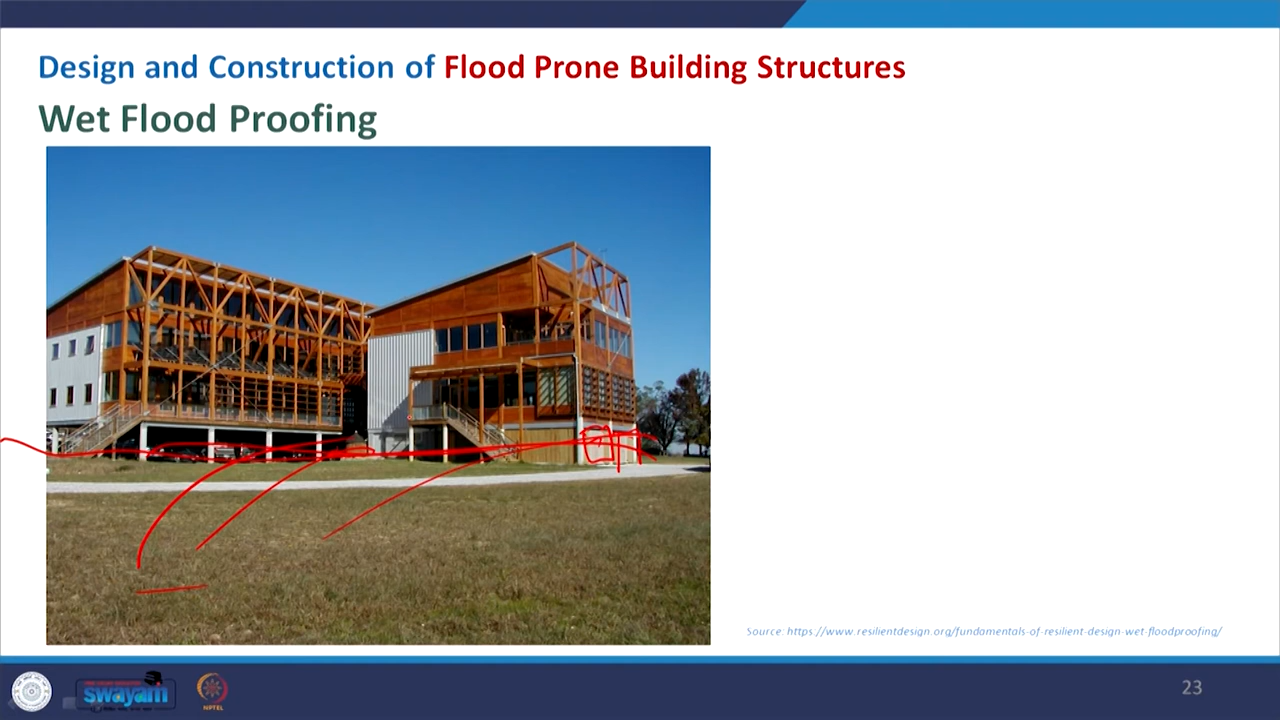 Design and Construction of Flood Prone Building Structures
Wet Flood Proofing
Source: https://www.resilientdesign.org/fundamentals-of-resilient-design-wet-floodproofing/
swayam
NPTEL
23